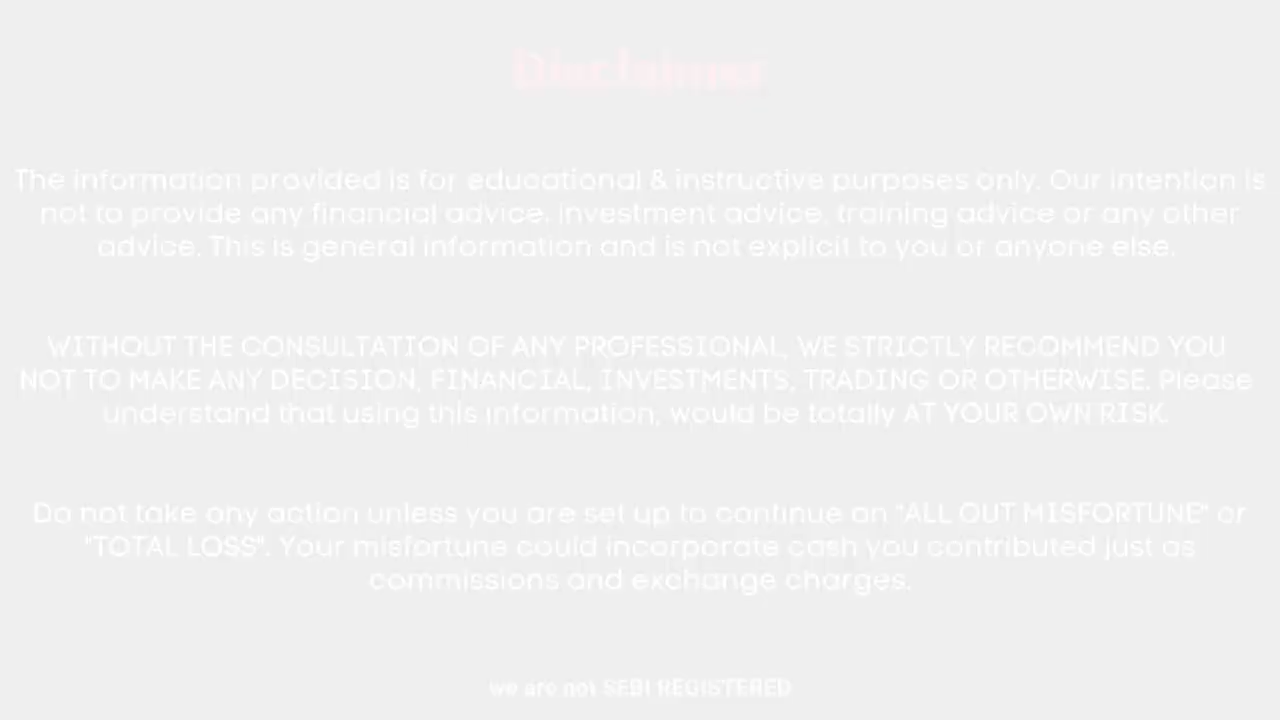 Disclaimer
The information provided is for educational & instructive purposes only. Our intention is
not to provide any financial advice, investment advice, training advice or any other
advice. This is general information and is not explicit to you or anyone else.
WITHOUT THE CONSULTATION OF ANY PROFESSIONAL, WE STRICTLY RECOMMEND YOU
NOT TO MAKE ANY DECISION, FINANCIAL, INVESTMENTS, TRADING OR OTHERWISE. Please
understand that using this information, would be totally AT YOUR OWN RISK.
Do not take any action unless you are set up to continue an "ALL OUT MISFORTUNE" or
"TOTAL LOSS". Your misfortune could incorporate cash you contributed just as
commissions and exchange charges.
we are not SEBI REGISTERED